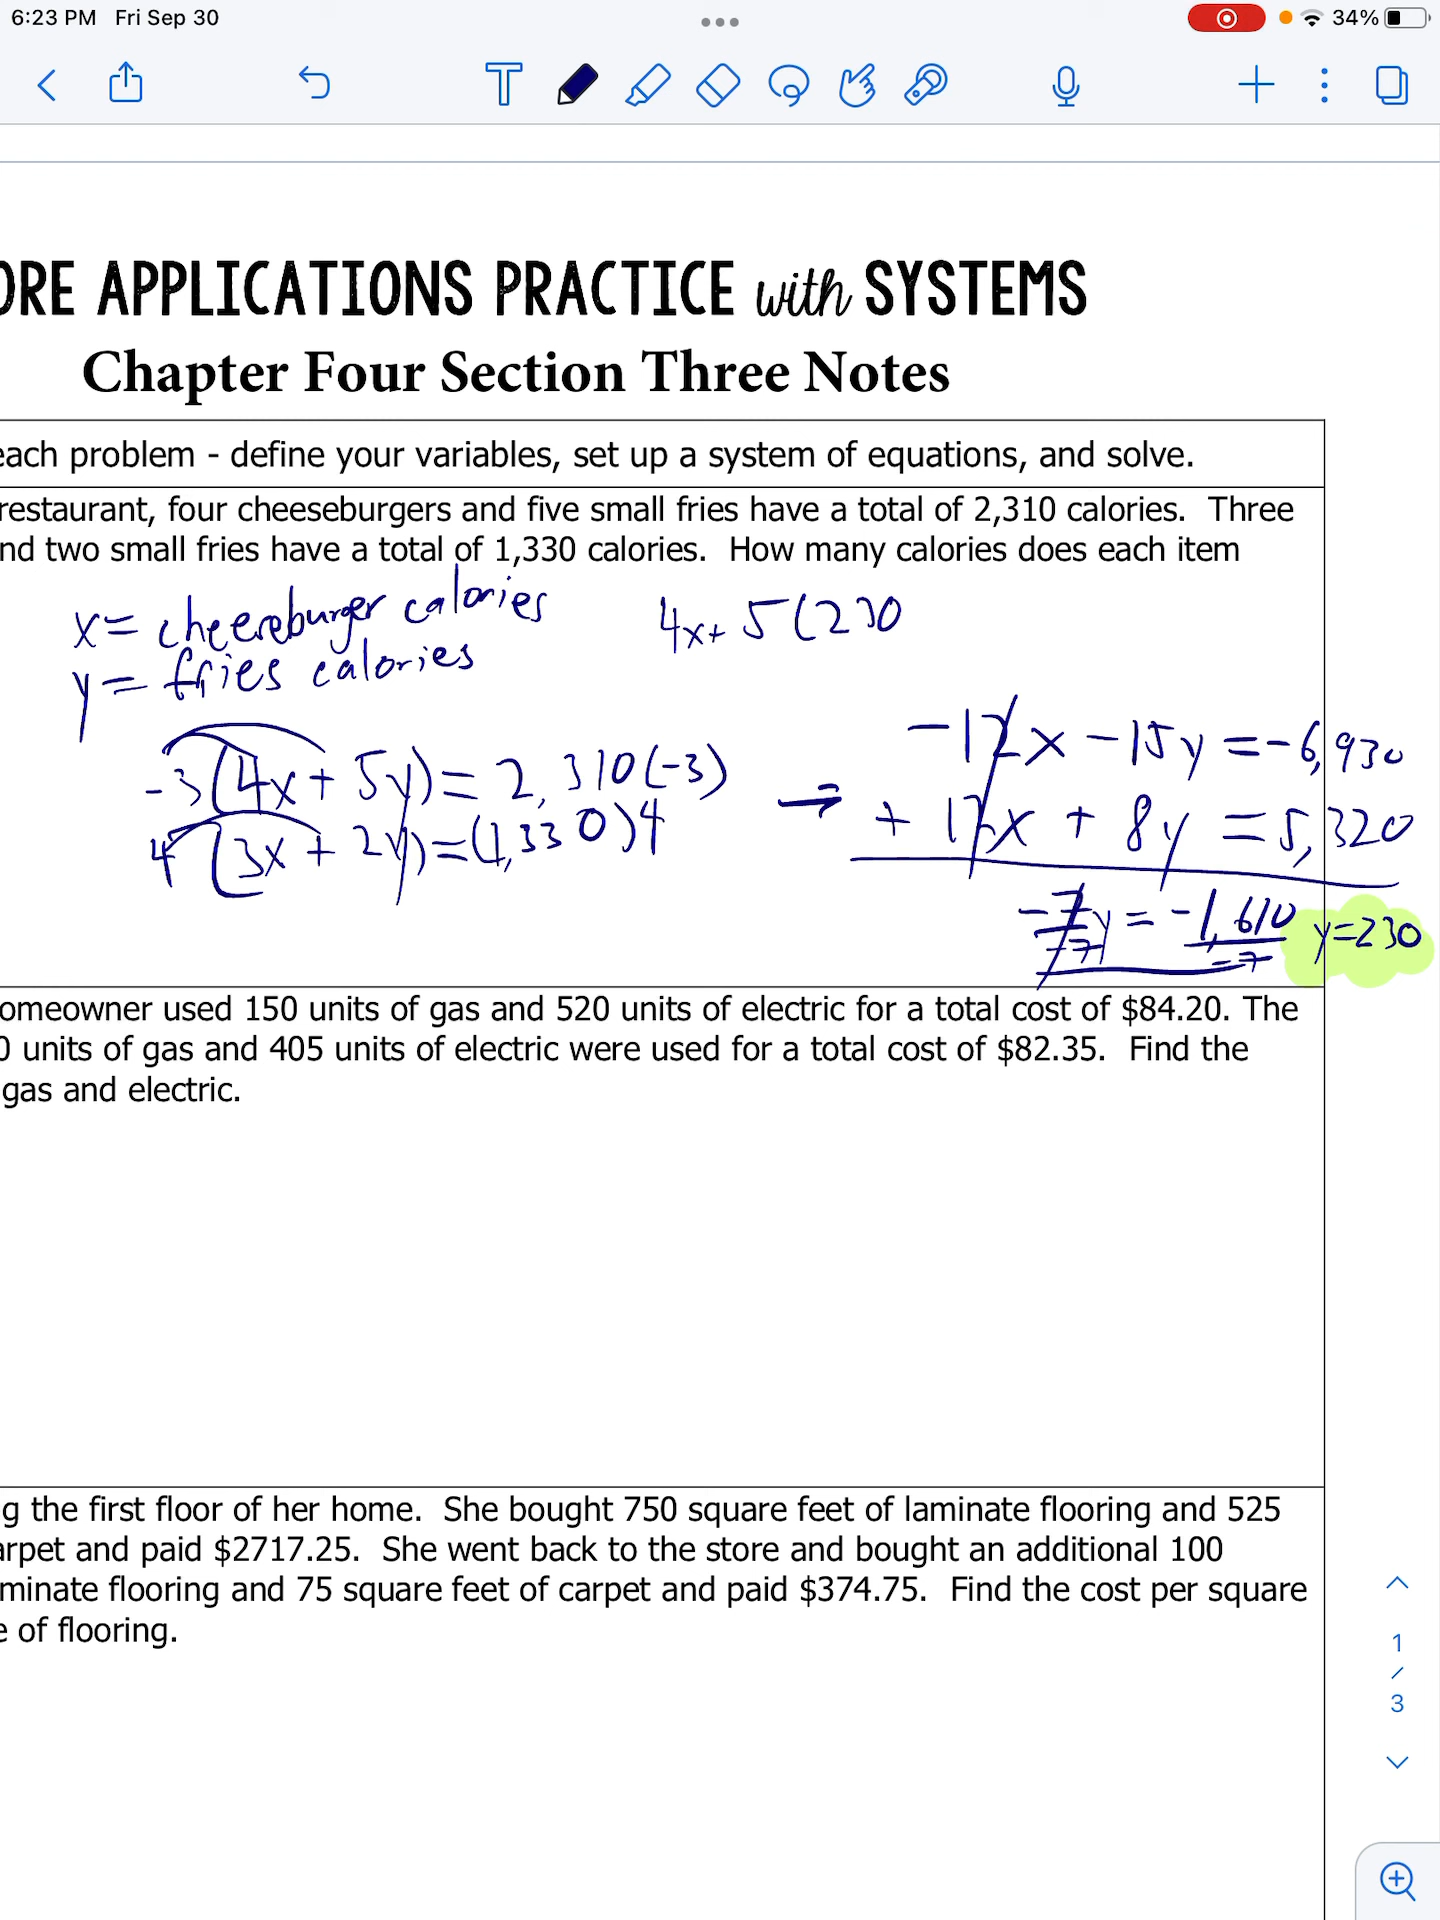 6:23 PM Fri Sep 30
34%
ORE APPLICATIONS PRACTICE with SYSTEMS
Chapter Four Section Three Notes
each problem - define your variables, set up a system of equations, and solve.
restaurant, four cheeseburgers and five small fries have a total of 2,310 calories. Three
nd two small fries have a total of 1,330 calories. How many calories does each item
x= cheeseburger calories
y= fries calories
4x+ 5(230
-3(4x+ 5y)= 2,310(-3)
4(3x + 2y)=(1,330)4
-12x -15y =-6,930
+ 12x + 8y = 5,320
-7y = -1,610
-7 -7
y=230
omeowner used 150 units of gas and 520 units of electric for a total cost of $84.20. The
0 units of gas and 405 units of electric were used for a total cost of $82.35. Find the
gas and electric.
g the first floor of her home. She bought 750 square feet of laminate flooring and 525
arpet and paid $2717.25. She went back to the store and bought an additional 100
minate flooring and 75 square feet of carpet and paid $374.75. Find the cost per square
e of flooring.
1
/
3